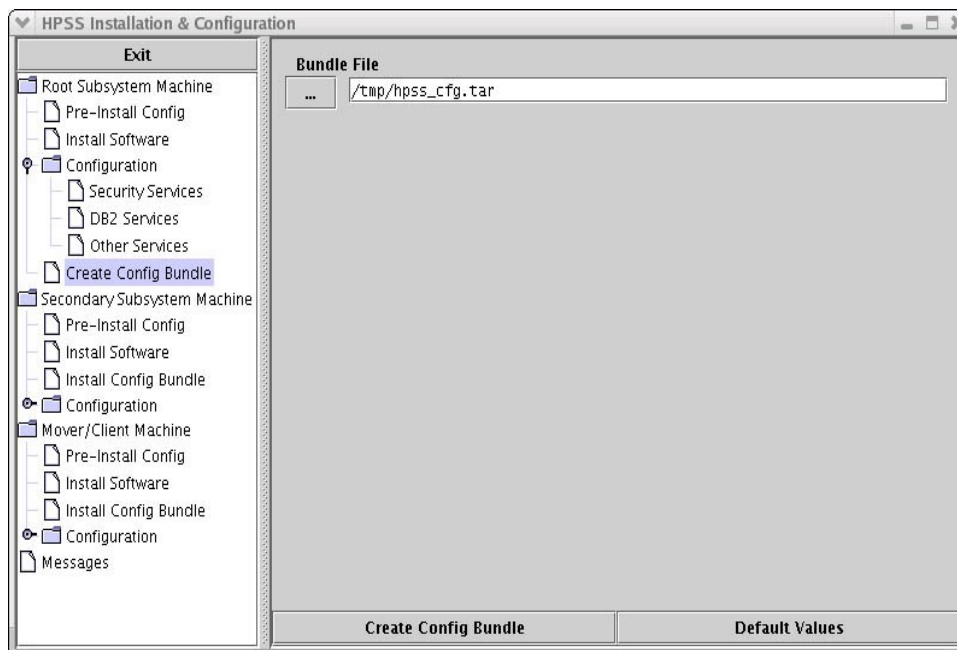 HPSS Installation & Configuration
Exit
Root Subsystem Machine
Pre-Install Config
Install Software
Configuration
Security Services
DB2 Services
Other Services
Create Config Bundle
Secondary Subsystem Machine
Pre-Install Config
Install Software
Install Config Bundle
Configuration
Mover/Client Machine
Pre-Install Config
Install Software
Install Config Bundle
Configuration
Messages
Bundle File
... /tmp/hpss_cfg.tar
Create Config Bundle Default Values